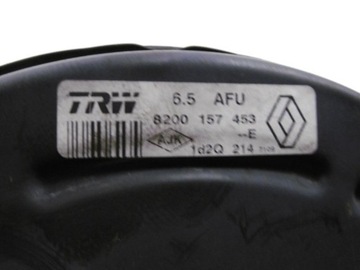 TRW 6.5 AFU
8200 157 453
--E
AJK 1d2Q 214